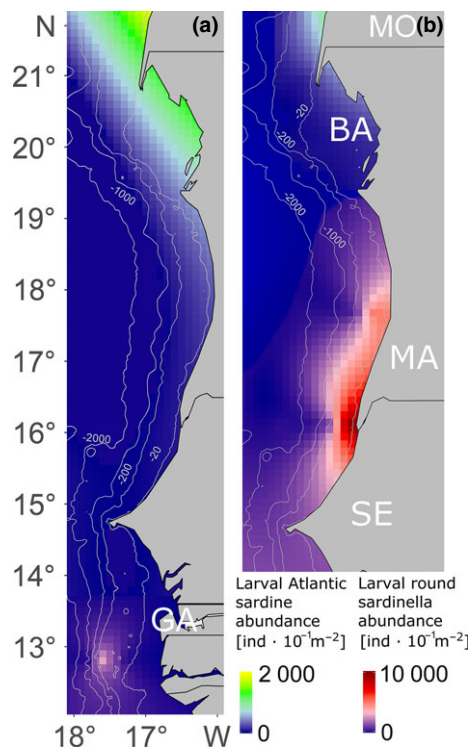 N
(a)
(b)
MO
BA
MA
SE
GA
21°
20°
19°
18°
17°
16°
15°
14°
13°
18°
17°
W
-1000
-2000
-200
-20
-20
-200
-1000
-2000
Larval Atlantic
sardine
abundance
[ind · 10⁻¹m⁻²]
2 000
0
Larval round
sardinella
abundance
[ind · 10⁻¹m⁻²]
10 000
0